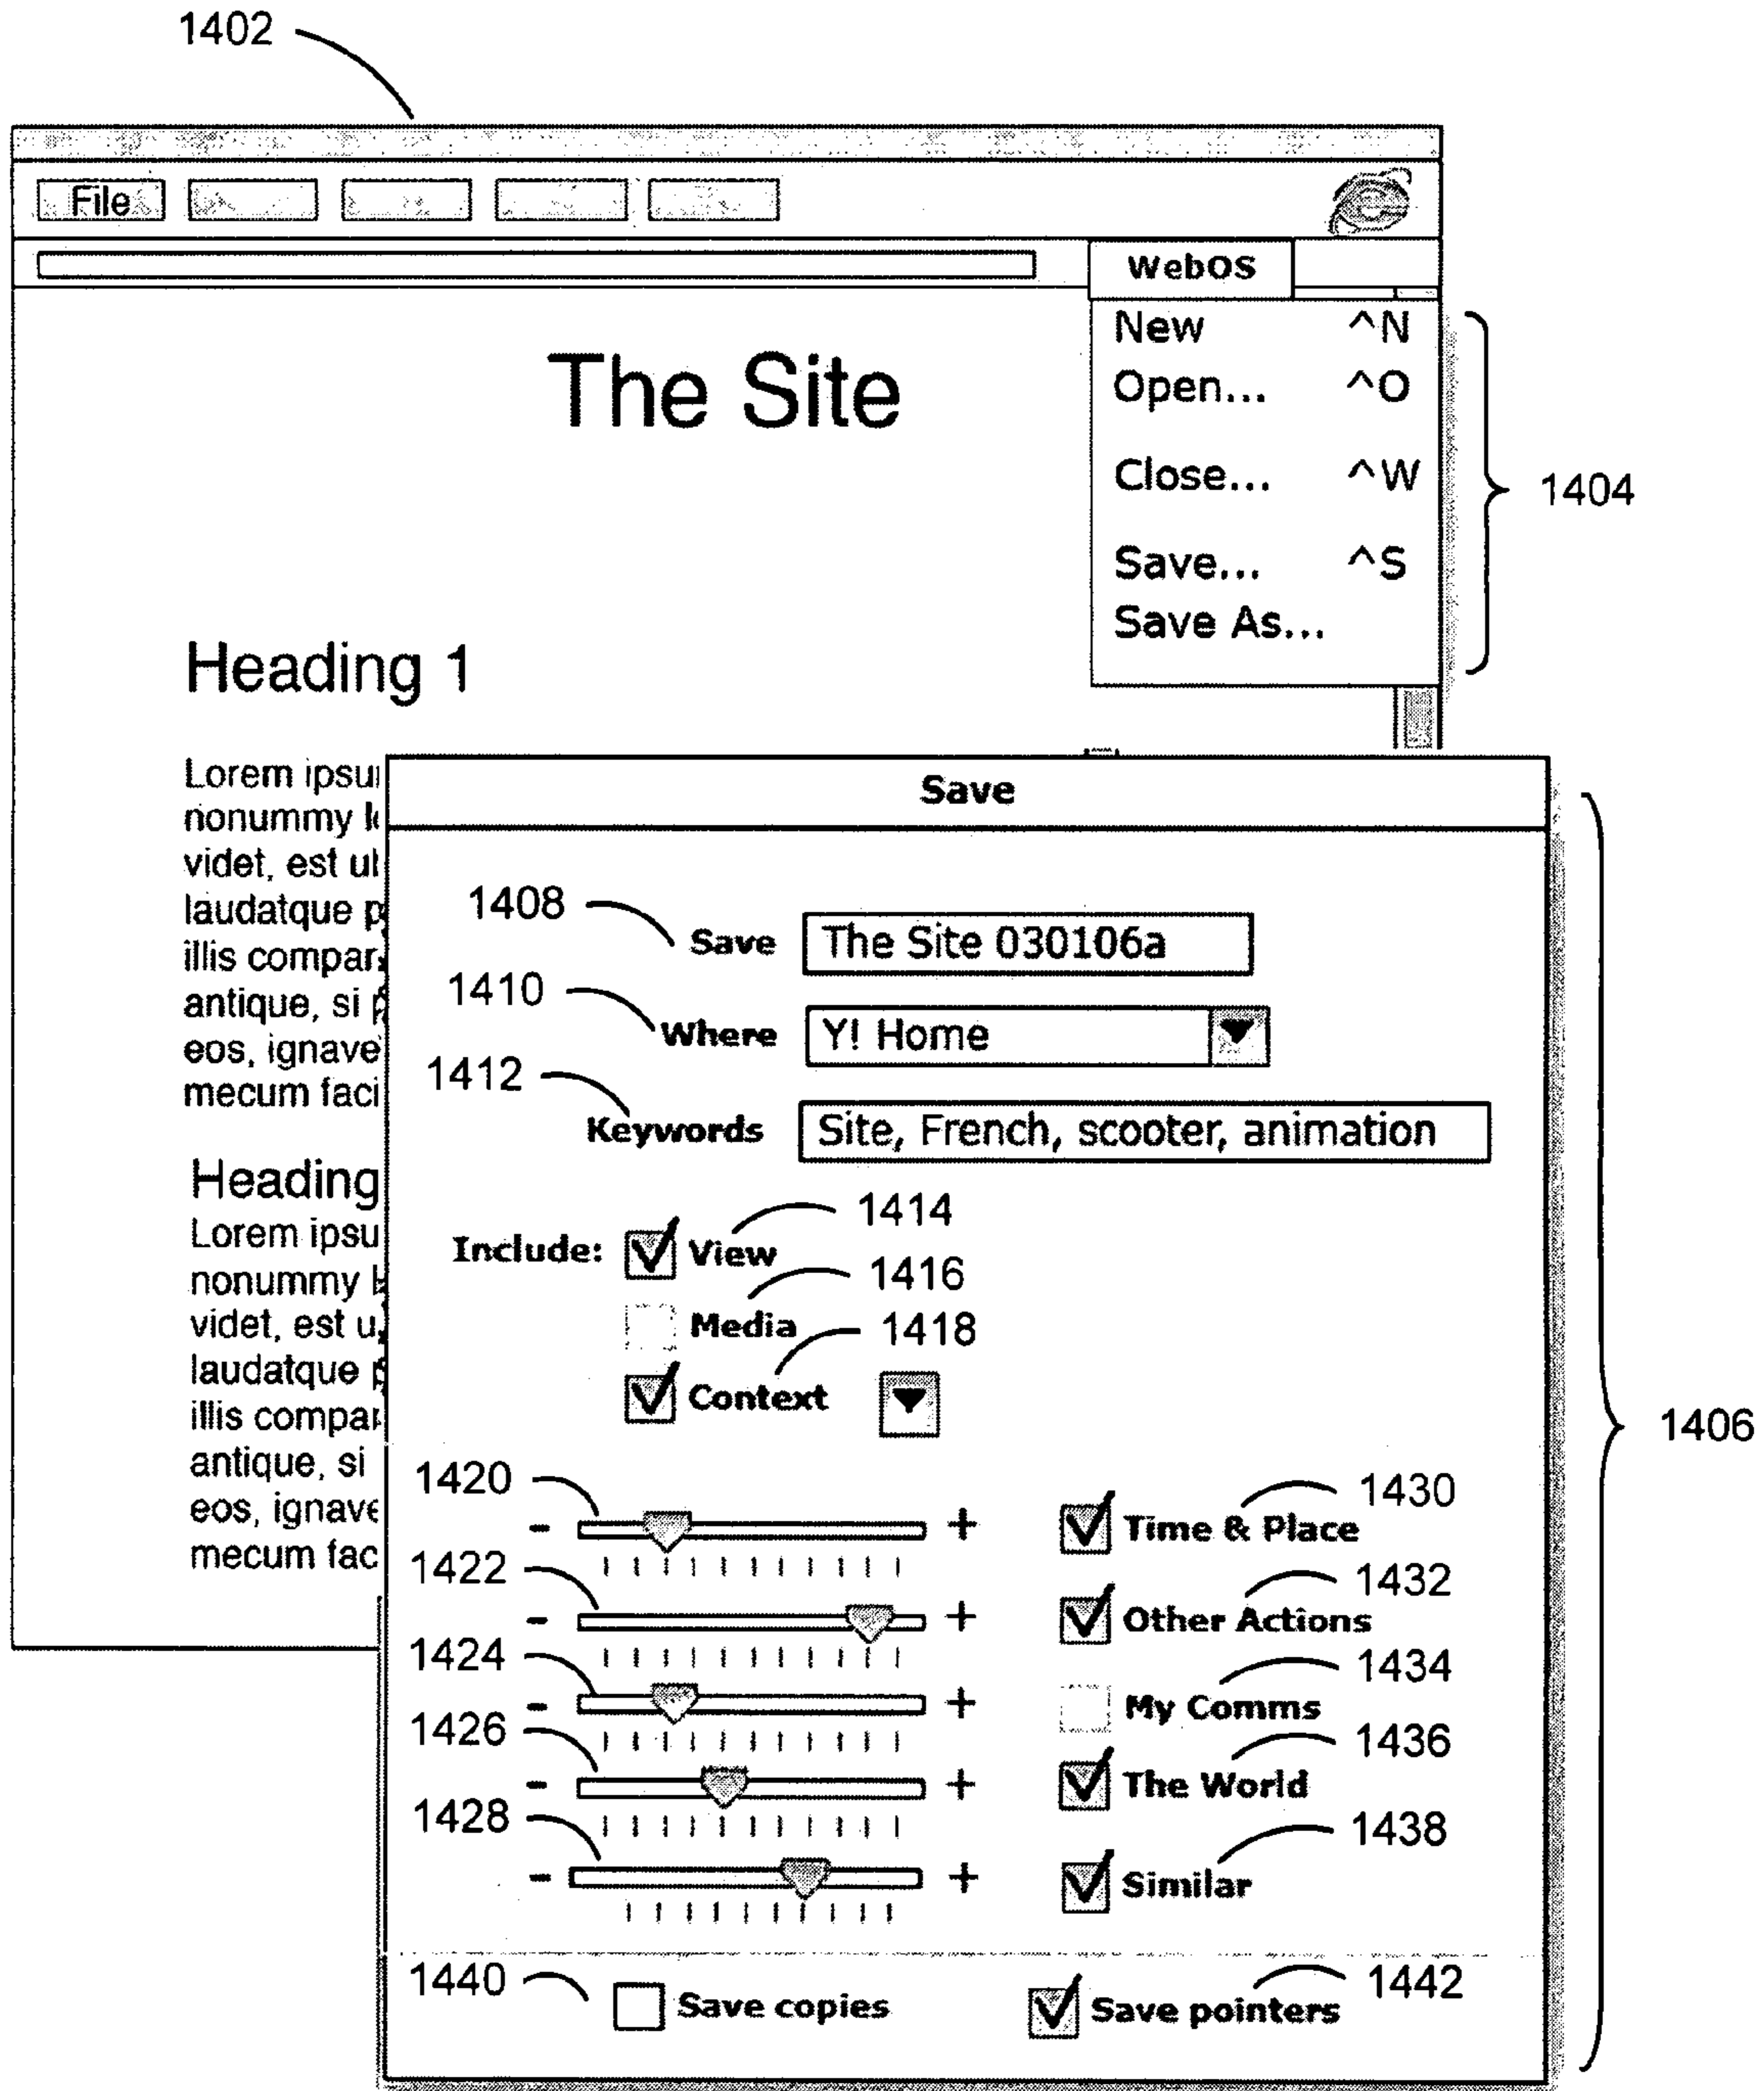 1402
File
WebOS
New ^N
Open... ^O
Close... ^W
Save... ^S
Save As...
1404
The Site
Heading 1
Lorem ipsu
nonummy
videt, est
laudatque
illis compar
antique, si
eos, ignave
mecum faci
Heading
Lorem ipsu
nonummy
videt, est
laudatque
illis compar
antique, si
eos, ignave
mecum fac
Save
1406
1408
Save The Site 030106a
1410
Where Y! Home
1412
Keywords Site, French, scooter, animation
1414
Include: View
1416
Media
1418
Context
1420
- +
1430
Time & Place
1422
- +
1432
Other Actions
1424
- +
1434
My Comms
1426
- +
1436
The World
1428
- +
1438
Similar
1440
Save copies
1442
Save pointers